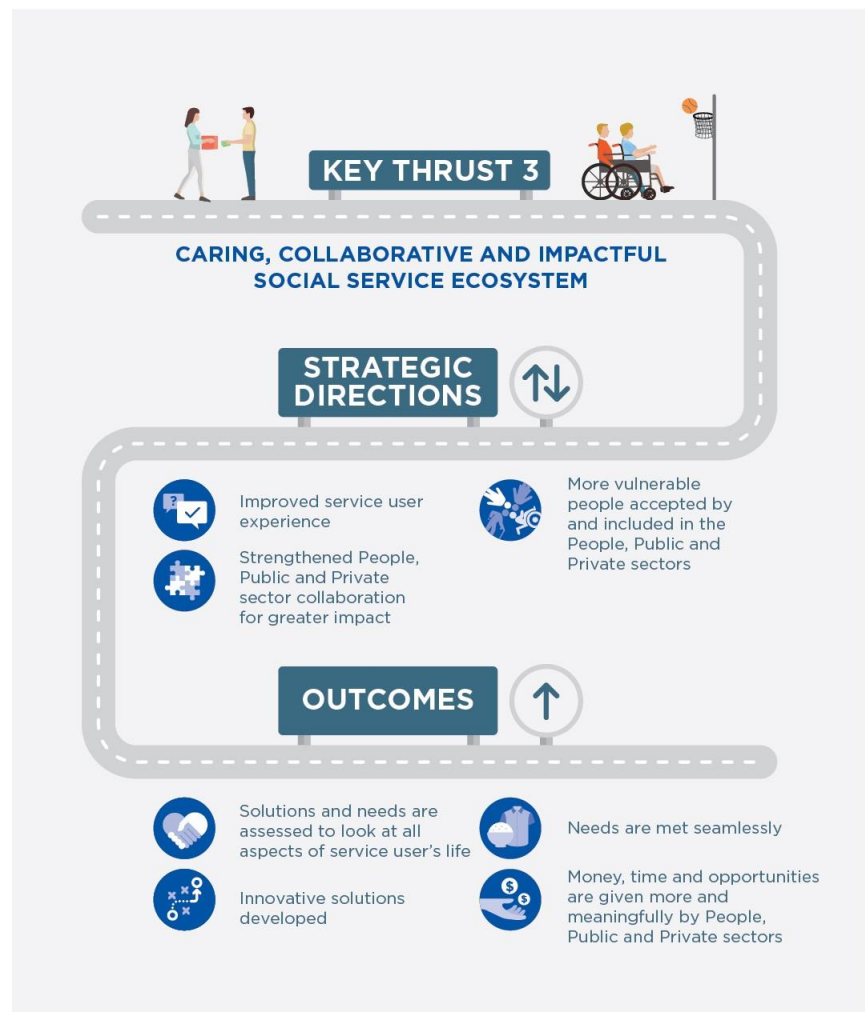 KEY THRUST 3
CARING, COLLABORATIVE AND IMPACTFUL
SOCIAL SERVICE ECOSYSTEM
STRATEGIC
DIRECTIONS
?
Improved service user
experience
Strengthened People,
Public and Private
sector collaboration
for greater impact
More vulnerable
people accepted by
and included in the
People, Public and
Private sectors
OUTCOMES
Solutions and needs are
assessed to look at all
aspects of service user's life
Innovative solutions
developed
Needs are met seamlessly
$
$
Money, time and opportunities
are given more and
meaningfully by People,
Public and Private sectors